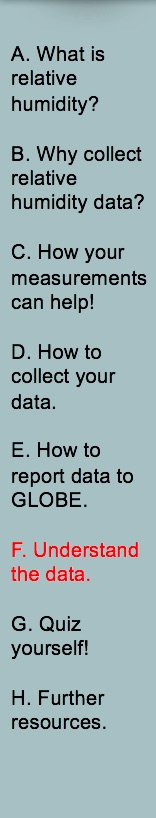 A. What is
relative
humidity?
B. Why collect
relative
humidity data?
C. How your
measurements
can help!
D. How to
collect your
data.
E. How to
report data to
GLOBE.
F. Understand
the data.
G. Quiz
yourself!
H. Further
resources.